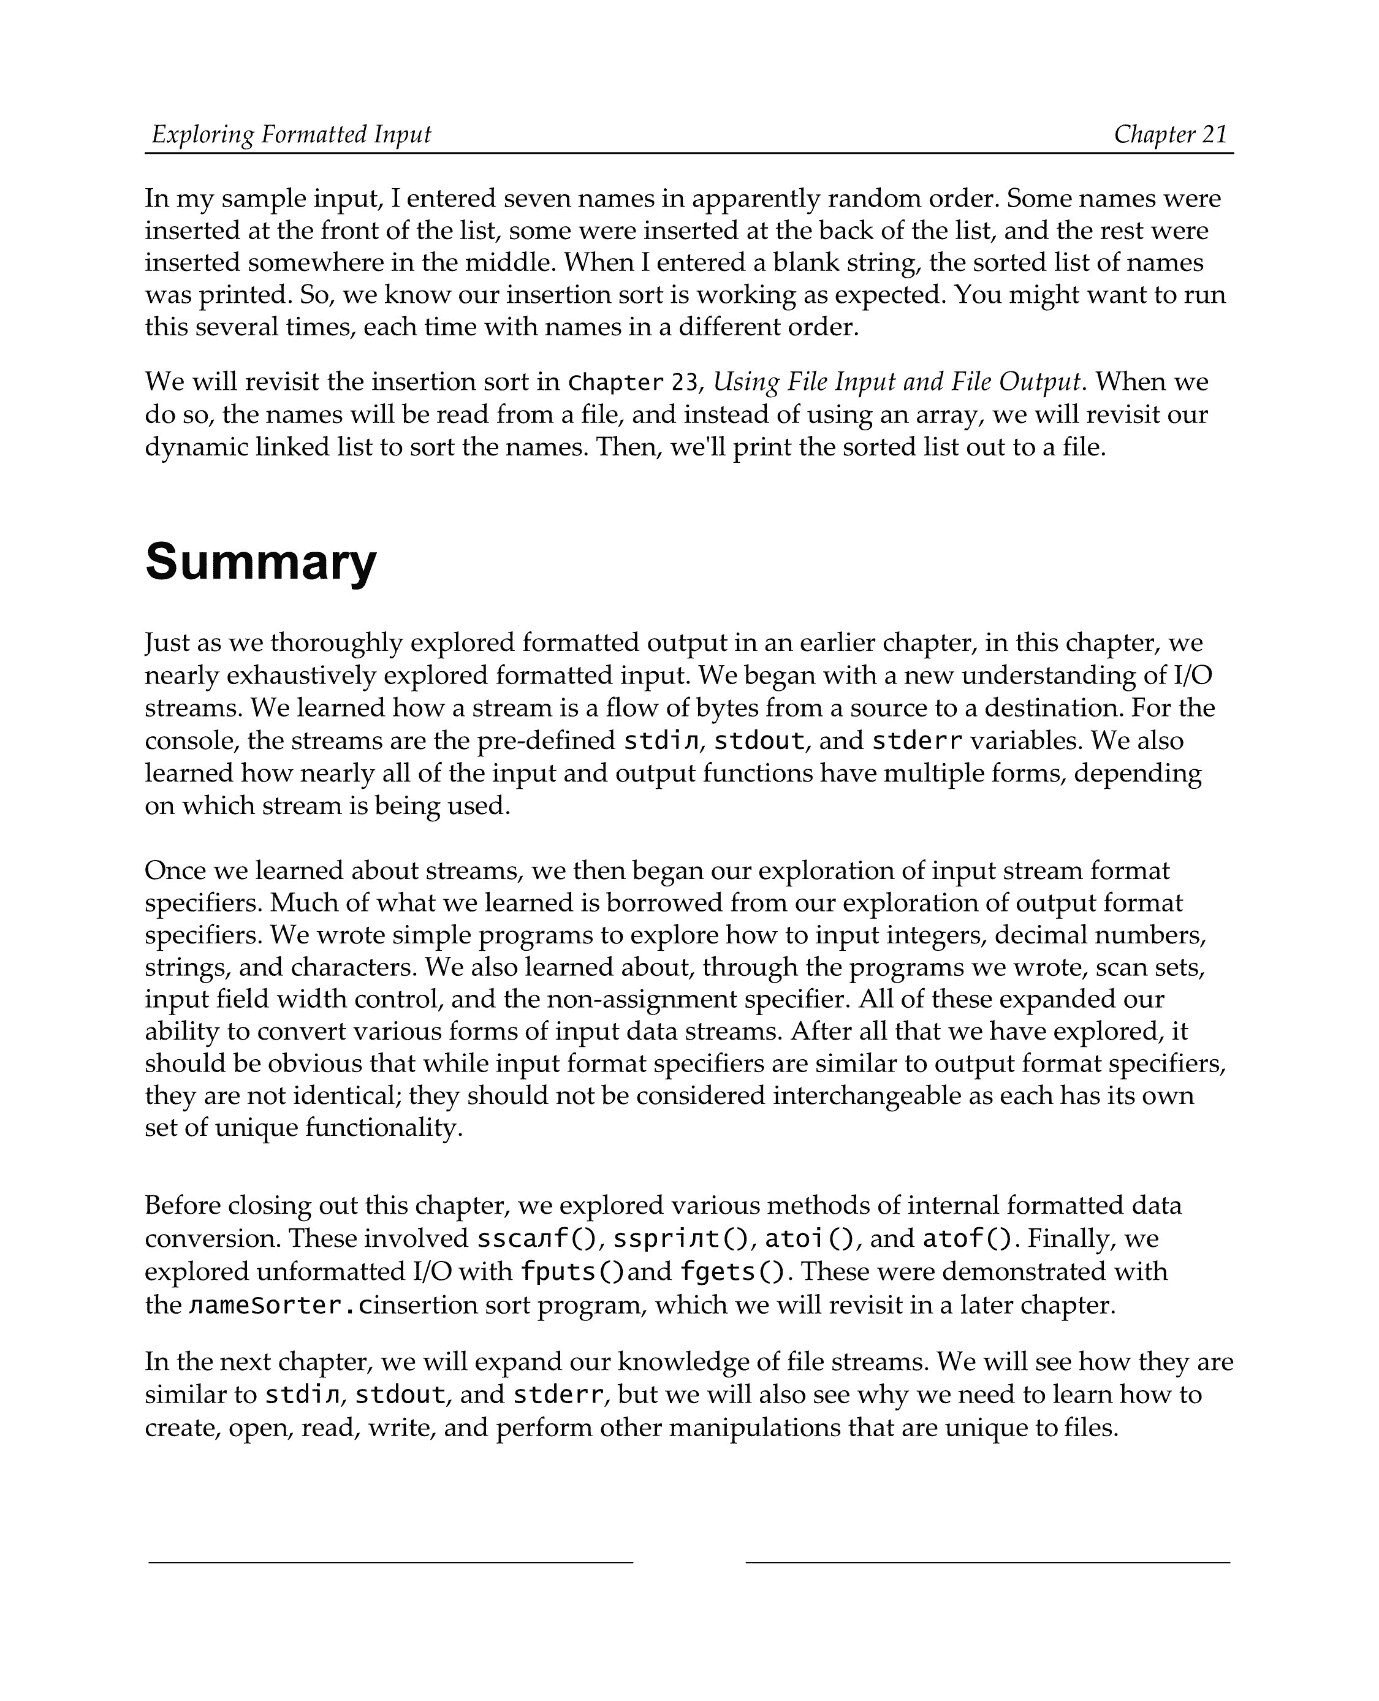 Exploring Formatted Input Chapter 21
In my sample input, I entered seven names in apparently random order. Some names were
inserted at the front of the list, some were inserted at the back of the list, and the rest were
inserted somewhere in the middle. When I entered a blank string, the sorted list of names
was printed. So, we know our insertion sort is working as expected. You might want to run
this several times, each time with names in a different order.
We will revisit the insertion sort in Chapter 23, Using File Input and File Output. When we
do so, the names will be read from a file, and instead of using an array, we will revisit our
dynamic linked list to sort the names. Then, we'll print the sorted list out to a file.
Summary
Just as we thoroughly explored formatted output in an earlier chapter, in this chapter, we
nearly exhaustively explored formatted input. We began with a new understanding of I/O
streams. We learned how a stream is a flow of bytes from a source to a destination. For the
console, the streams are the pre-defined stdiл, stdout, and stderr variables. We also
learned how nearly all of the input and output functions have multiple forms, depending
on which stream is being used.
Once we learned about streams, we then began our exploration of input stream format
specifiers. Much of what we learned is borrowed from our exploration of output format
specifiers. We wrote simple programs to explore how to input integers, decimal numbers,
strings, and characters. We also learned about, through the programs we wrote, scan sets,
input field width control, and the non-assignment specifier. All of these expanded our
ability to convert various forms of input data streams. After all that we have explored, it
should be obvious that while input format specifiers are similar to output format specifiers,
they are not identical; they should not be considered interchangeable as each has its own
set of unique functionality.
Before closing out this chapter, we explored various methods of internal formatted data
conversion. These involved sscaлf(), sspriлt(), atoi(), and atof(). Finally, we
explored unformatted I/O with fputs()and fgets(). These were demonstrated with
the лameSorter.cinsertion sort program, which we will revisit in a later chapter.
In the next chapter, we will expand our knowledge of file streams. We will see how they are
similar to stdiл, stdout, and stderr, but we will also see why we need to learn how to
create, open, read, write, and perform other manipulations that are unique to files.